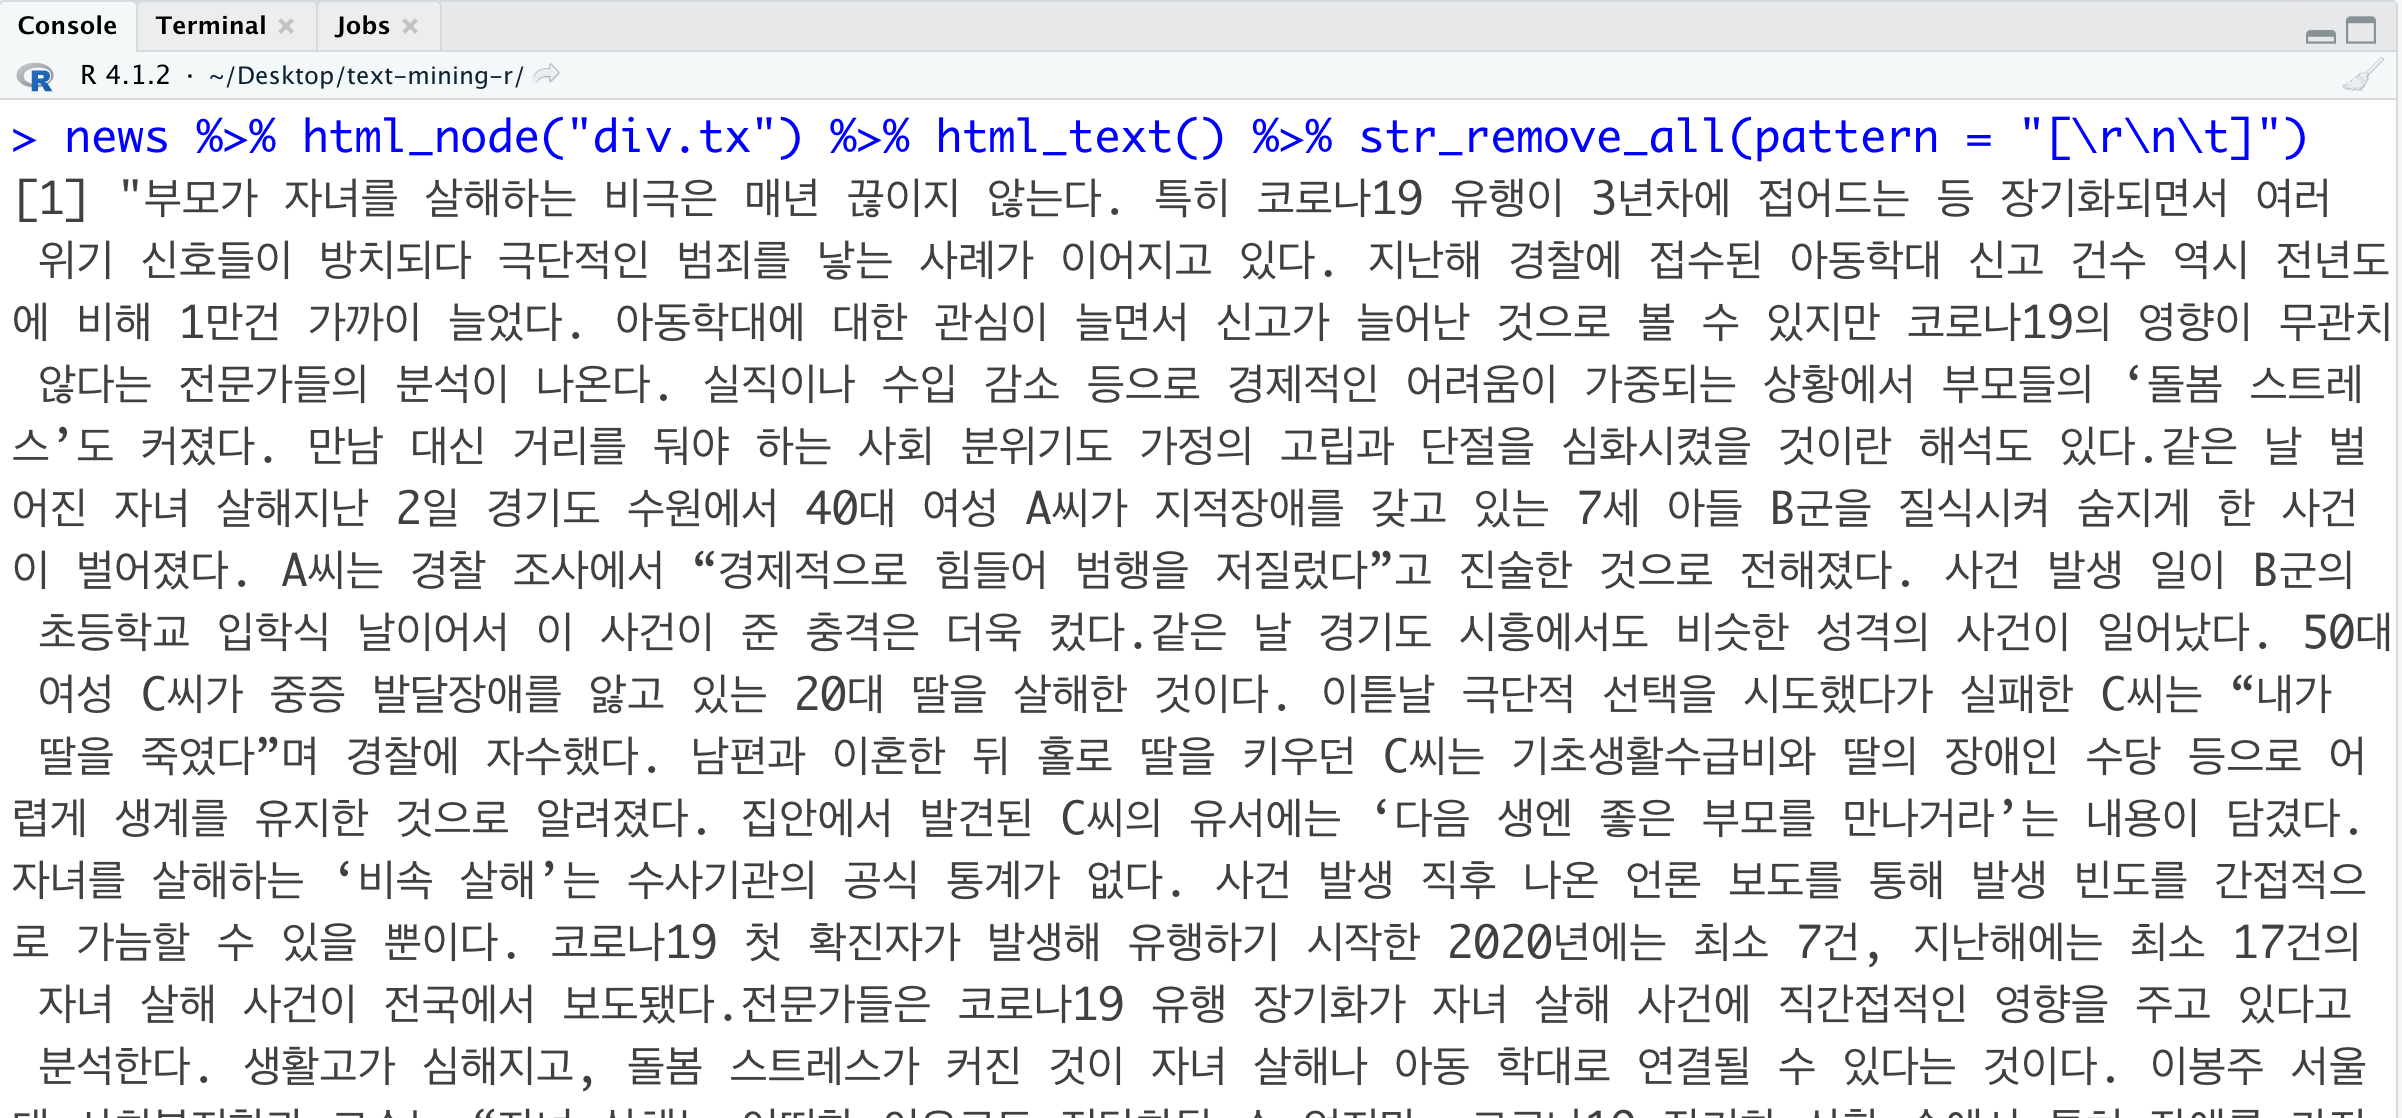 Console Terminal Jobs
R 4.1.2 · ~/Desktop/text-mining-r/
> news %>% html_node("div.tx") %>% html_text() %>% str_remove_all(pattern = "[\r\n\t]")
[1] "부모가 자녀를 살해하는 비극은 매년 끊이지 않는다. 특히 코로나19 유행이 3년차에 접어드는 등 장기화되면서 여러
위기 신호들이 방치되다 극단적인 범죄를 낳는 사례가 이어지고 있다. 지난해 경찰에 접수된 아동학대 신고 건수 역시 전년도
에 비해 1만건 가까이 늘었다. 아동학대에 대한 관심이 늘면서 신고가 늘어난 것으로 볼 수 있지만 코로나19의 영향이 무관치
않다는 전문가들의 분석이 나온다. 실직이나 수입 감소 등으로 경제적인 어려움이 가중되는 상황에서 부모들의 ‘돌봄 스트레
스’도 커졌다. 만남 대신 거리를 둬야 하는 사회 분위기도 가정의 고립과 단절을 심화시켰을 것이란 해석도 있다.같은 날 벌
어진 자녀 살해지난 2일 경기도 수원에서 40대 여성 A씨가 지적장애를 갖고 있는 7세 아들 B군을 질식시켜 숨지게 한 사건
이 벌어졌다. A씨는 경찰 조사에서 “경제적으로 힘들어 범행을 저질렀다”고 진술한 것으로 전해졌다. 사건 발생 일이 B군의
초등학교 입학식 날이어서 이 사건이 준 충격은 더욱 컸다.같은 날 경기도 시흥에서도 비슷한 성격의 사건이 일어났다. 50대
여성 C씨가 중증 발달장애를 앓고 있는 20대 딸을 살해한 것이다. 이튿날 극단적 선택을 시도했다가 실패한 C씨는 “내가
딸을 죽였다”며 경찰에 자수했다. 남편과 이혼한 뒤 홀로 딸을 키우던 C씨는 기초생활수급비와 딸의 장애인 수당 등으로 어
렵게 생계를 유지한 것으로 알려졌다. 집안에서 발견된 C씨의 유서에는 ‘다음 생엔 좋은 부모를 만나거라’는 내용이 담겼다.
자녀를 살해하는 ‘비속 살해’는 수사기관의 공식 통계가 없다. 사건 발생 직후 나온 언론 보도를 통해 발생 빈도를 간접적으
로 가늠할 수 있을 뿐이다. 코로나19 첫 확진자가 발생해 유행하기 시작한 2020년에는 최소 7건, 지난해에는 최소 17건의
자녀 살해 사건이 전국에서 보도됐다.전문가들은 코로나19 유행 장기화가 자녀 살해 사건에 직간접적인 영향을 주고 있다고
분석한다. 생활고가 심해지고, 돌봄 스트레스가 커진 것이 자녀 살해나 아동 학대로 연결될 수 있다는 것이다. 이봉주 서울